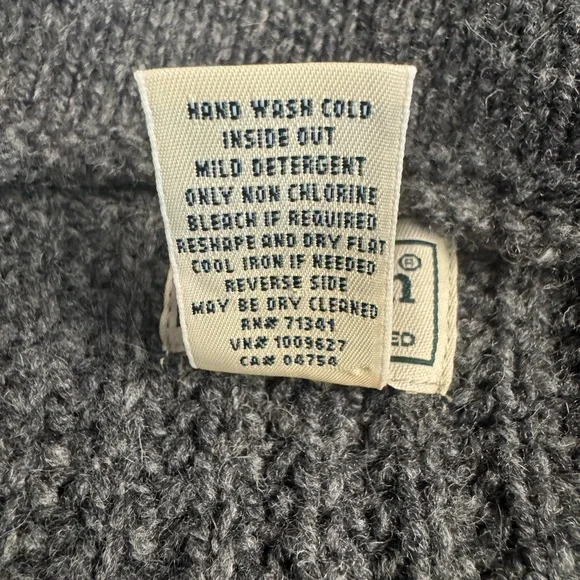 HAND WASH COLD
INSIDE OUT
MILD DETERGENT
ONLY NON CHLORINE
BLEACH IF REQUIRED
RESHAPE AND DRY FLAT
COOL IRON IF NEEDED
REVERSE SIDE
MAY BE DRY CLEANED
RN# 71341
VN# 1009627
CA# 04754